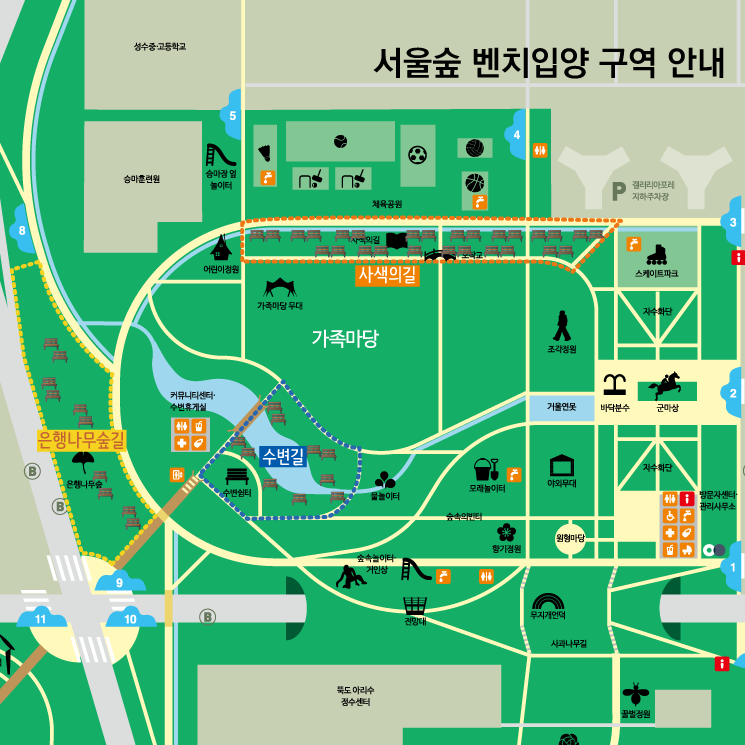 서울숲 벤치입양 구역 안내
성수중·고등학교
5
4
승마훈련원
승마장 옆
놀이터
P
갤러리아포레
지하주차장
체육공원
3
8
사색의길
어린이정원
사색의길
스케이트파크
가족마당 무대
자수화단
가족마당
조각정원
2
커뮤니티센터·
수변휴게실
거울연못
바닥분수
군마상
은행나무숲길
수변길
B
은행나무숲
수변쉼터
물놀이터
모래놀이터
야외무대
자수화단
방문자센터·
관리사무소
B
숲속의빈터
향기정원
원형마당
숲속놀이터·
거인상
1
9
11
10
B
전망대
무지개언덕
사과나무길
뚝도 아리수
정수센터
꿀벌정원